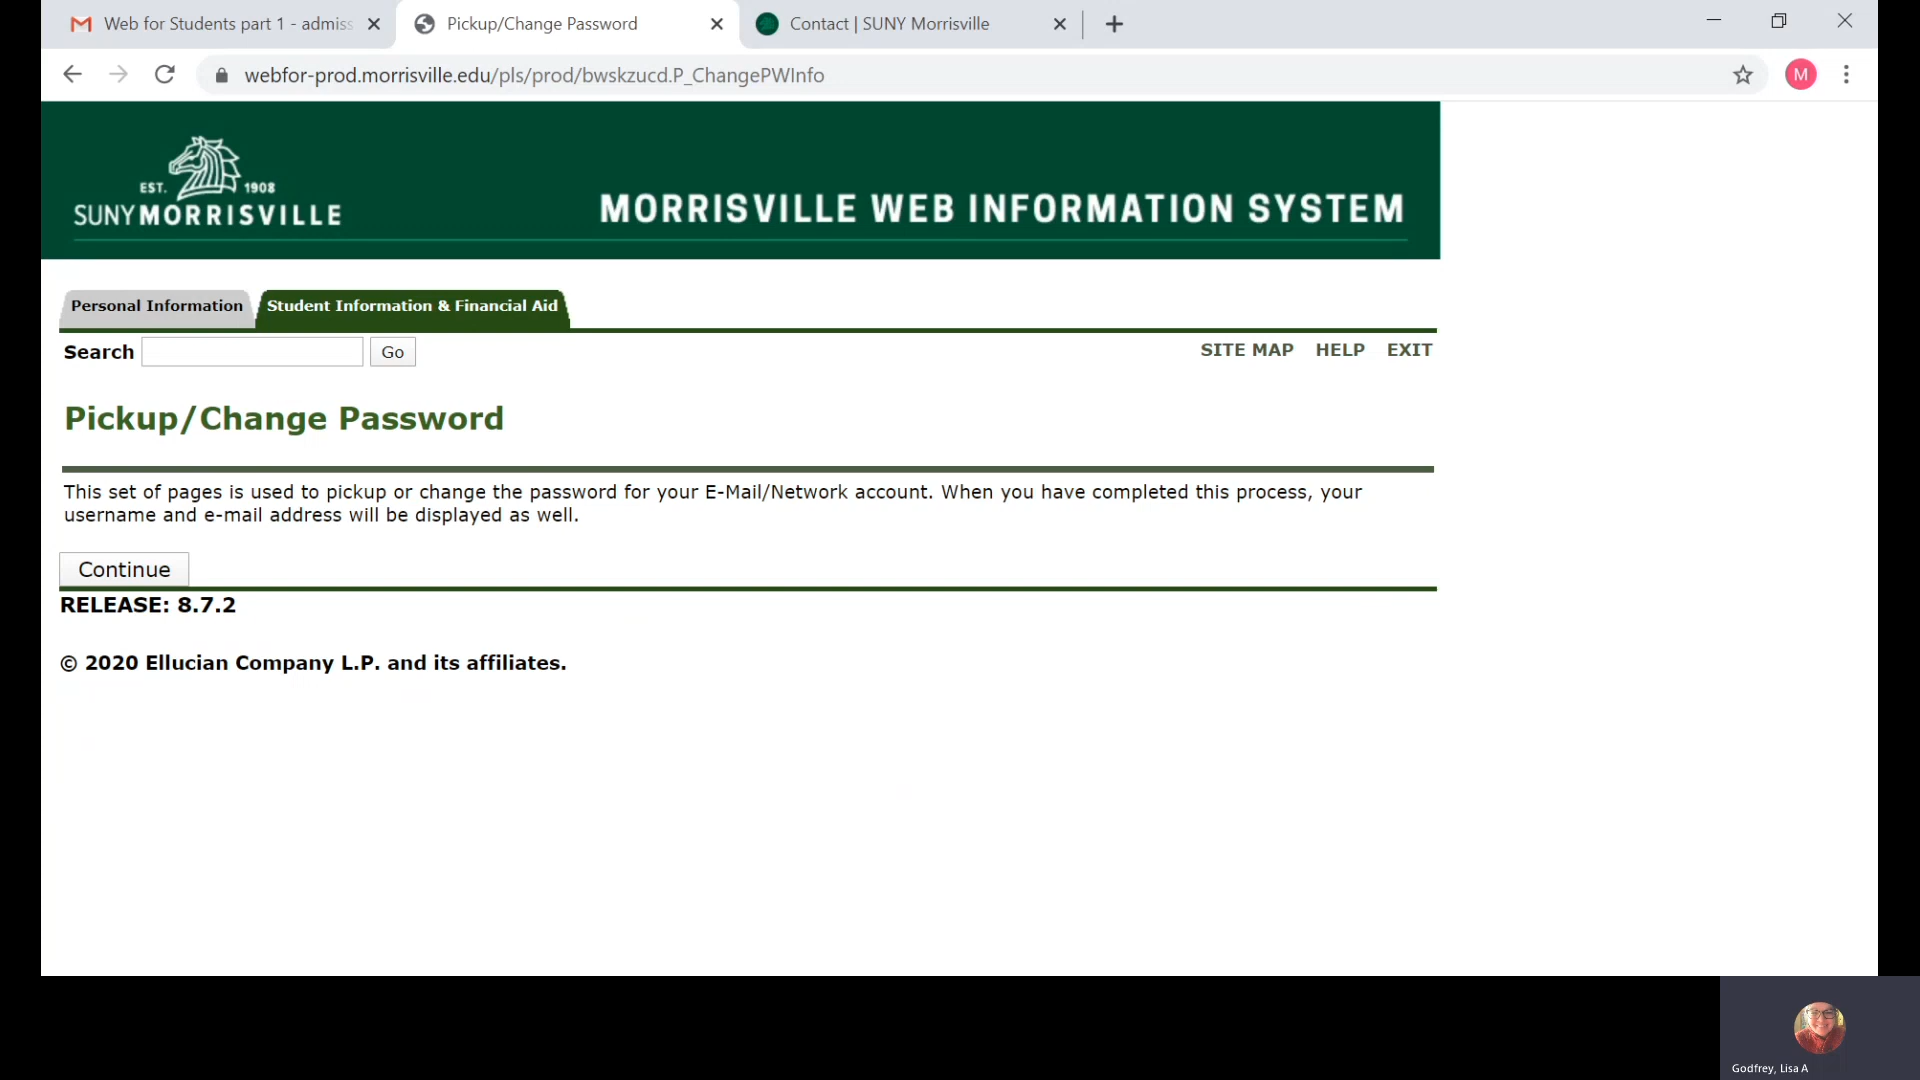 Web for Students part 1 - admiss
Pickup/Change Password
Contact | SUNY Morrisville
webfor-prod.morrisville.edu/pls/prod/bwskzucd.P_ChangePWInfo
M
EST. 1908
SUNY MORRISVILLE
MORRISVILLE WEB INFORMATION SYSTEM
Personal Information
Student Information & Financial Aid
Search
Go
SITE MAP HELP EXIT
Pickup/Change Password
This set of pages is used to pickup or change the password for your E-Mail/Network account. When you have completed this process, your
username and e-mail address will be displayed as well.
Continue
RELEASE: 8.7.2
© 2020 Ellucian Company L.P. and its affiliates.
Godfrey, Lisa A